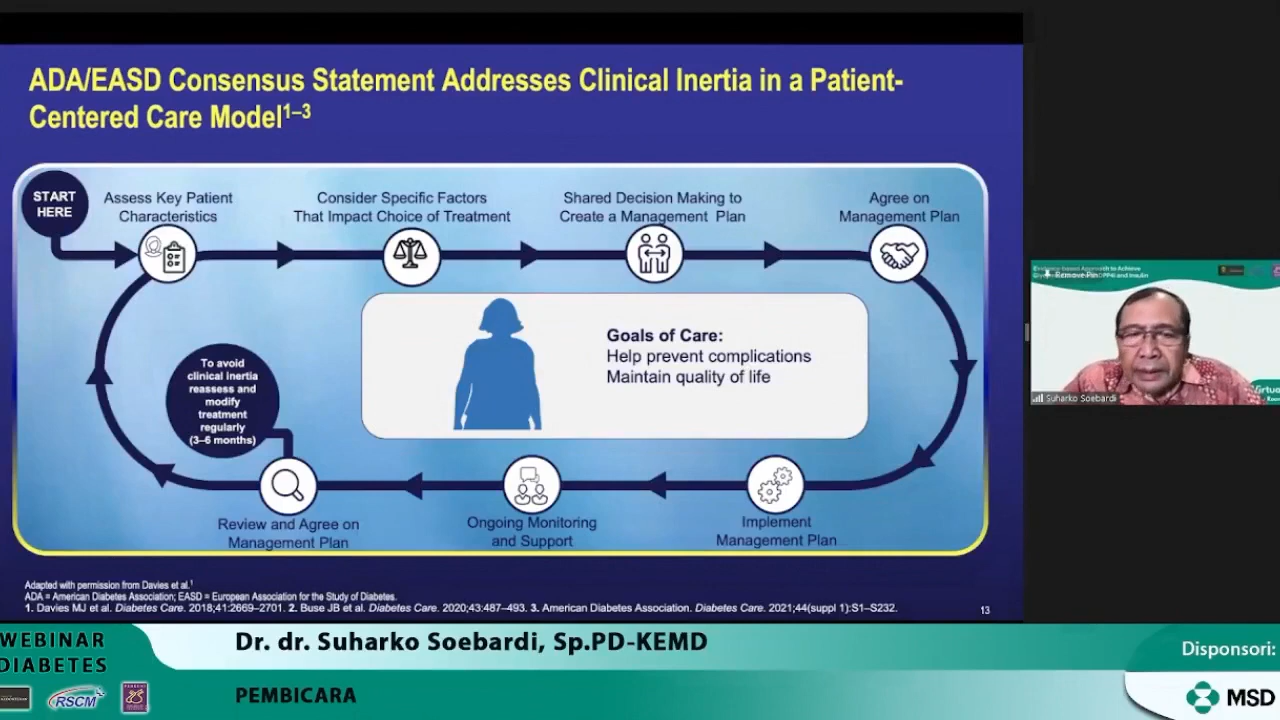 ADA/EASD Consensus Statement Addresses Clinical Inertia in a Patient-
Centered Care Model1–3
START
HERE
Assess Key Patient
Characteristics
Consider Specific Factors
That Impact Choice of Treatment
Shared Decision Making to
Create a Management Plan
Agree on
Management Plan
Goals of Care:
Help prevent complications
Maintain quality of life
To avoid
clinical inertia
reassess and
modify
treatment
regularly
(3–6 months)
Review and Agree on
Management Plan
Ongoing Monitoring
and Support
Implement
Management Plan
Adapted with permission from Davies et al.1
ADA = American Diabetes Association; EASD = European Association for the Study of Diabetes.
1. Davies MJ et al. Diabetes Care. 2018;41:2669–2701. 2. Buse JB et al. Diabetes Care. 2020;43:487–493. 3. American Diabetes Association. Diabetes Care. 2021;44(suppl 1):S1–S232.
13
Suharko Soebardi
WEBINAR
DIABETES
RSCM
Dr. dr. Suharko Soebardi, Sp.PD-KEMD
PEMBICARA
Disponsori:
MSD